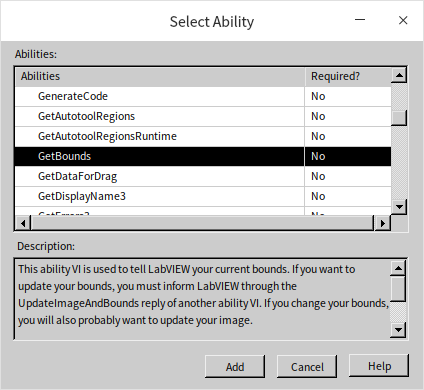 Select Ability
Abilities:
Abilities Required?
GenerateCode No
GetAutotoolRegions No
GetAutotoolRegionsRuntime No
GetBounds No
GetDataForDrag No
GetDisplayName3 No
GetErrors3 No
Description:
This ability VI is used to tell LabVIEW your current bounds. If you want to
update your bounds, you must inform LabVIEW through the
UpdateImageAndBounds reply of another ability VI. If you change your bounds,
you will also probably want to update your image.
Add Cancel Help